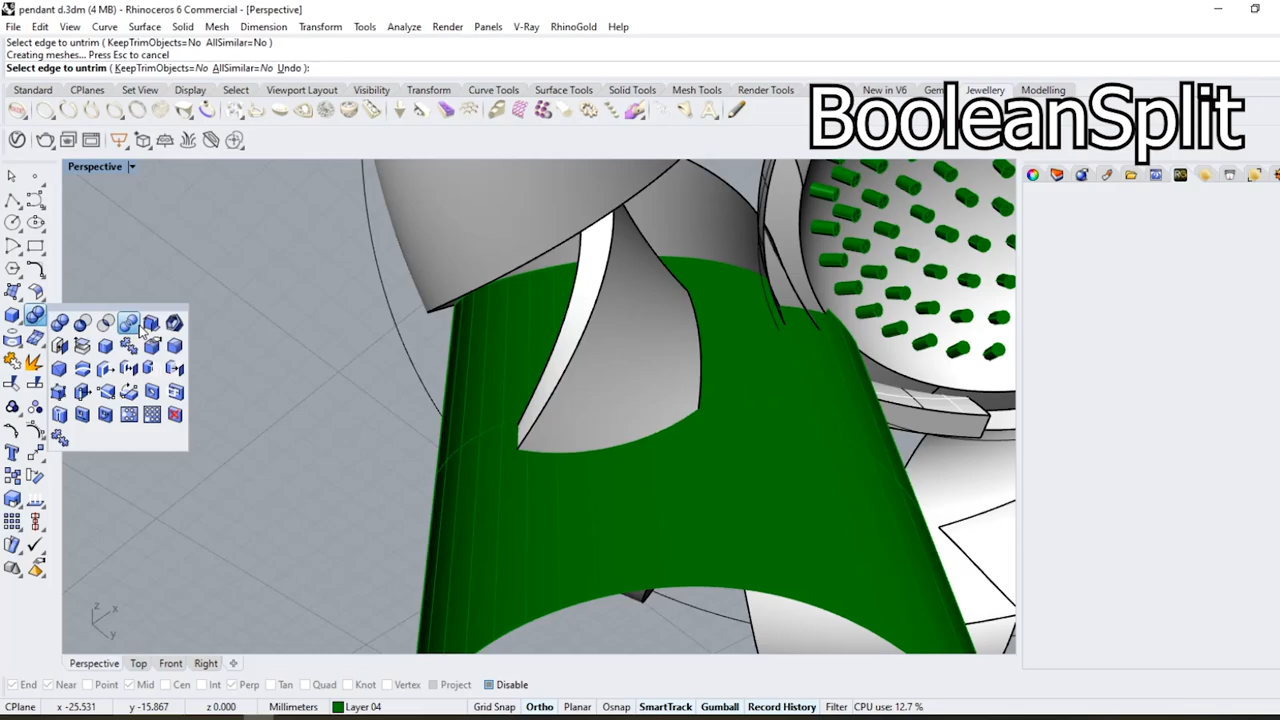 pendant d.3dm (4 MB) - Rhinoceros 6 Commercial - [Perspective]
File Edit View Curve Surface Solid Mesh Dimension Transform Tools Analyze Render Panels V-Ray RhinoGold Help
Select edge to untrim ( KeepTrimObjects=No AllSimilar=No )
Creating meshes... Press Esc to cancel
Select edge to untrim ( KeepTrimObjects=No AllSimilar=No Undo ):
Standard CPlanes Set View Display Select Viewport Layout Visibility Transform Curve Tools Surface Tools Solid Tools Mesh Tools Render Tools New in V6 Jewellery Modelling
BooleanSplit
Perspective
RG
z
x
y
Perspective Top Front Right
End Near Point Mid Cen Int Perp Tan Quad Knot Vertex Project Disable
CPlane x -25.531 y -15.867 z 0.000 Millimeters Layer 04 Grid Snap Ortho Planar Osnap SmartTrack Gumball Record History Filter CPU use: 12.7 %